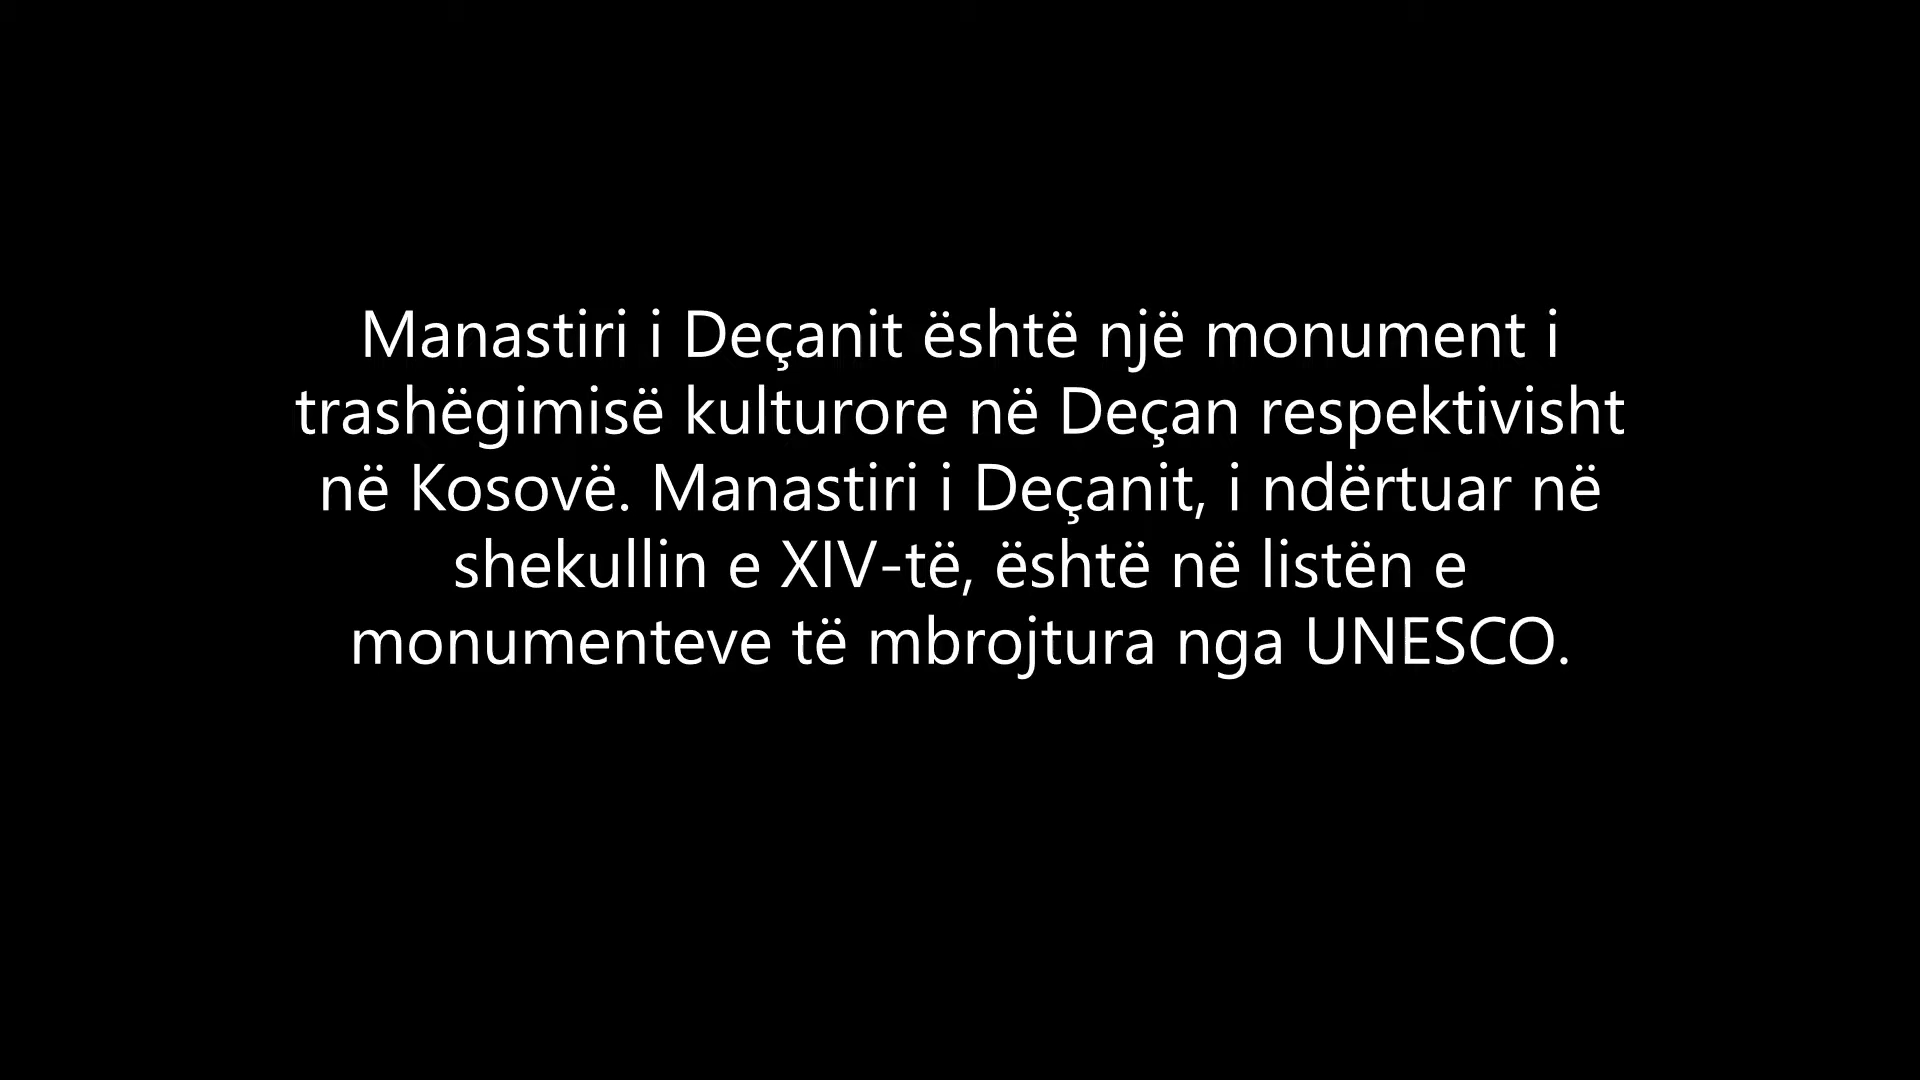 Manastiri i Deçanit është një monument i
trashëgimisë kulturore në Deçan respektivisht
në Kosovë. Manastiri i Deçanit, i ndërtuar në
shekullin e XIV-të, është në listën e
monumenteve të mbrojtura nga UNESCO.